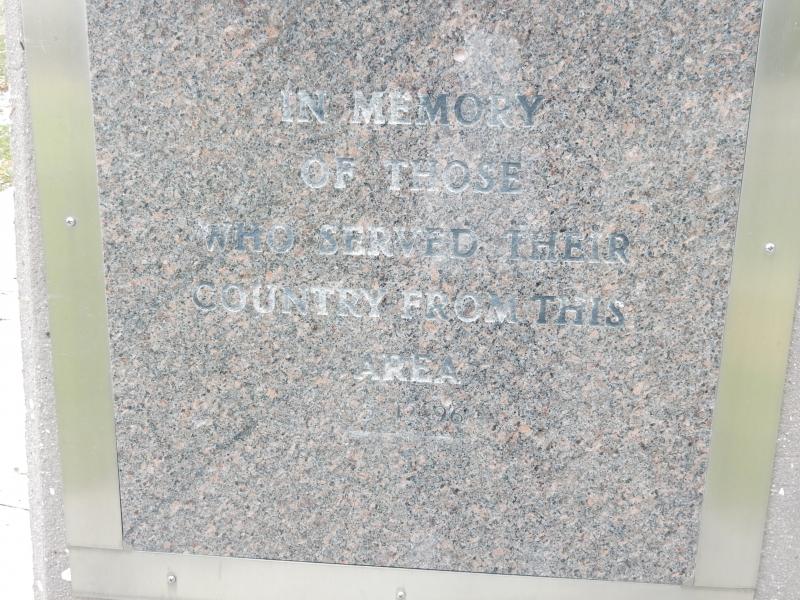 IN MEMORY
OF THOSE
WHO SERVED THEIR
COUNTRY FROM THIS
AREA